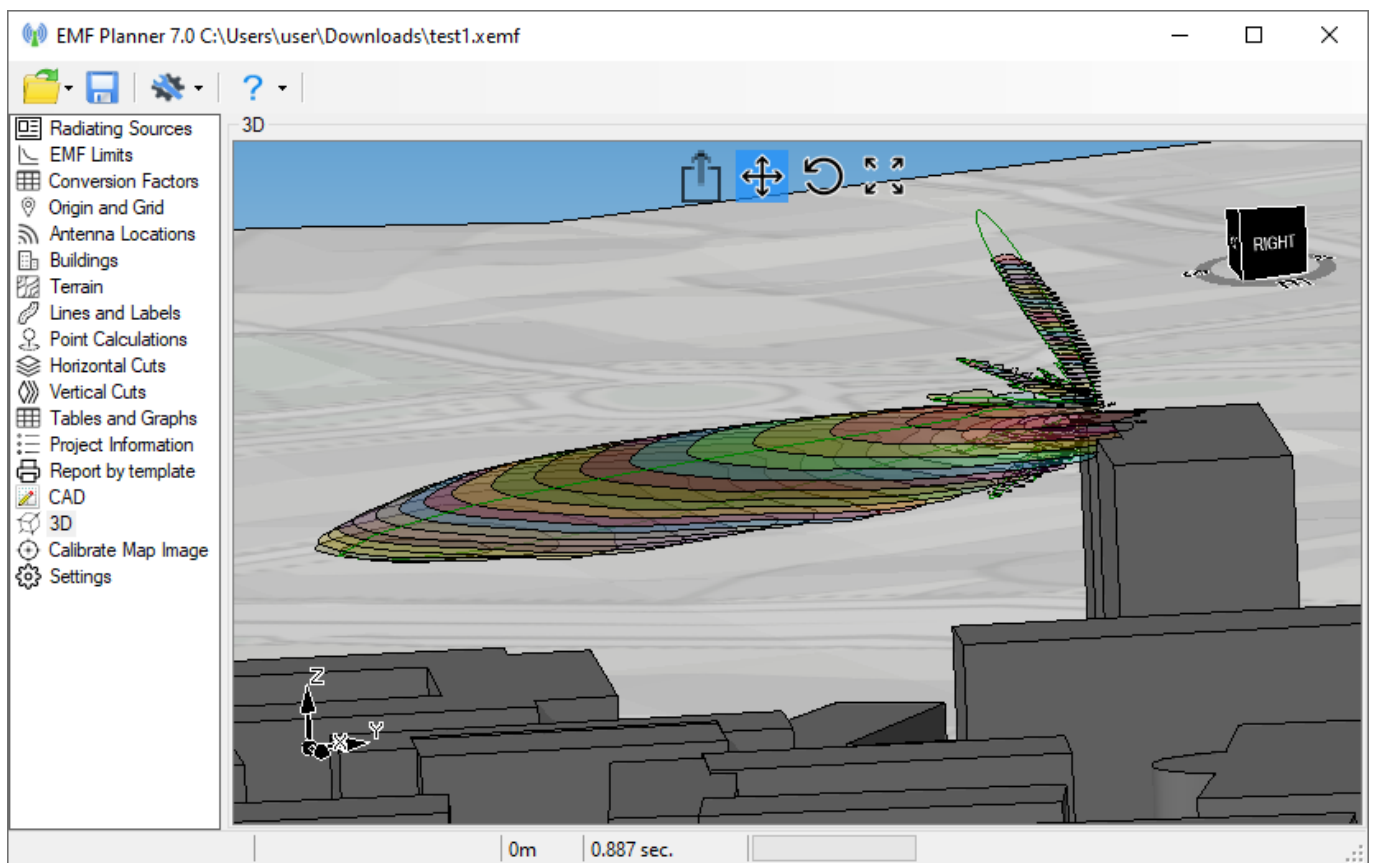 EMF Planner 7.0 C:\Users\user\Downloads\test1.xemf
?
Radiating Sources
EMF Limits
Conversion Factors
Origin and Grid
Antenna Locations
Buildings
Terrain
Lines and Labels
Point Calculations
Horizontal Cuts
Vertical Cuts
Tables and Graphs
Project Information
Report by template
CAD
3D
Calibrate Map Image
Settings
3D
RIGHT
Z
X
Y
0m
0.887 sec.